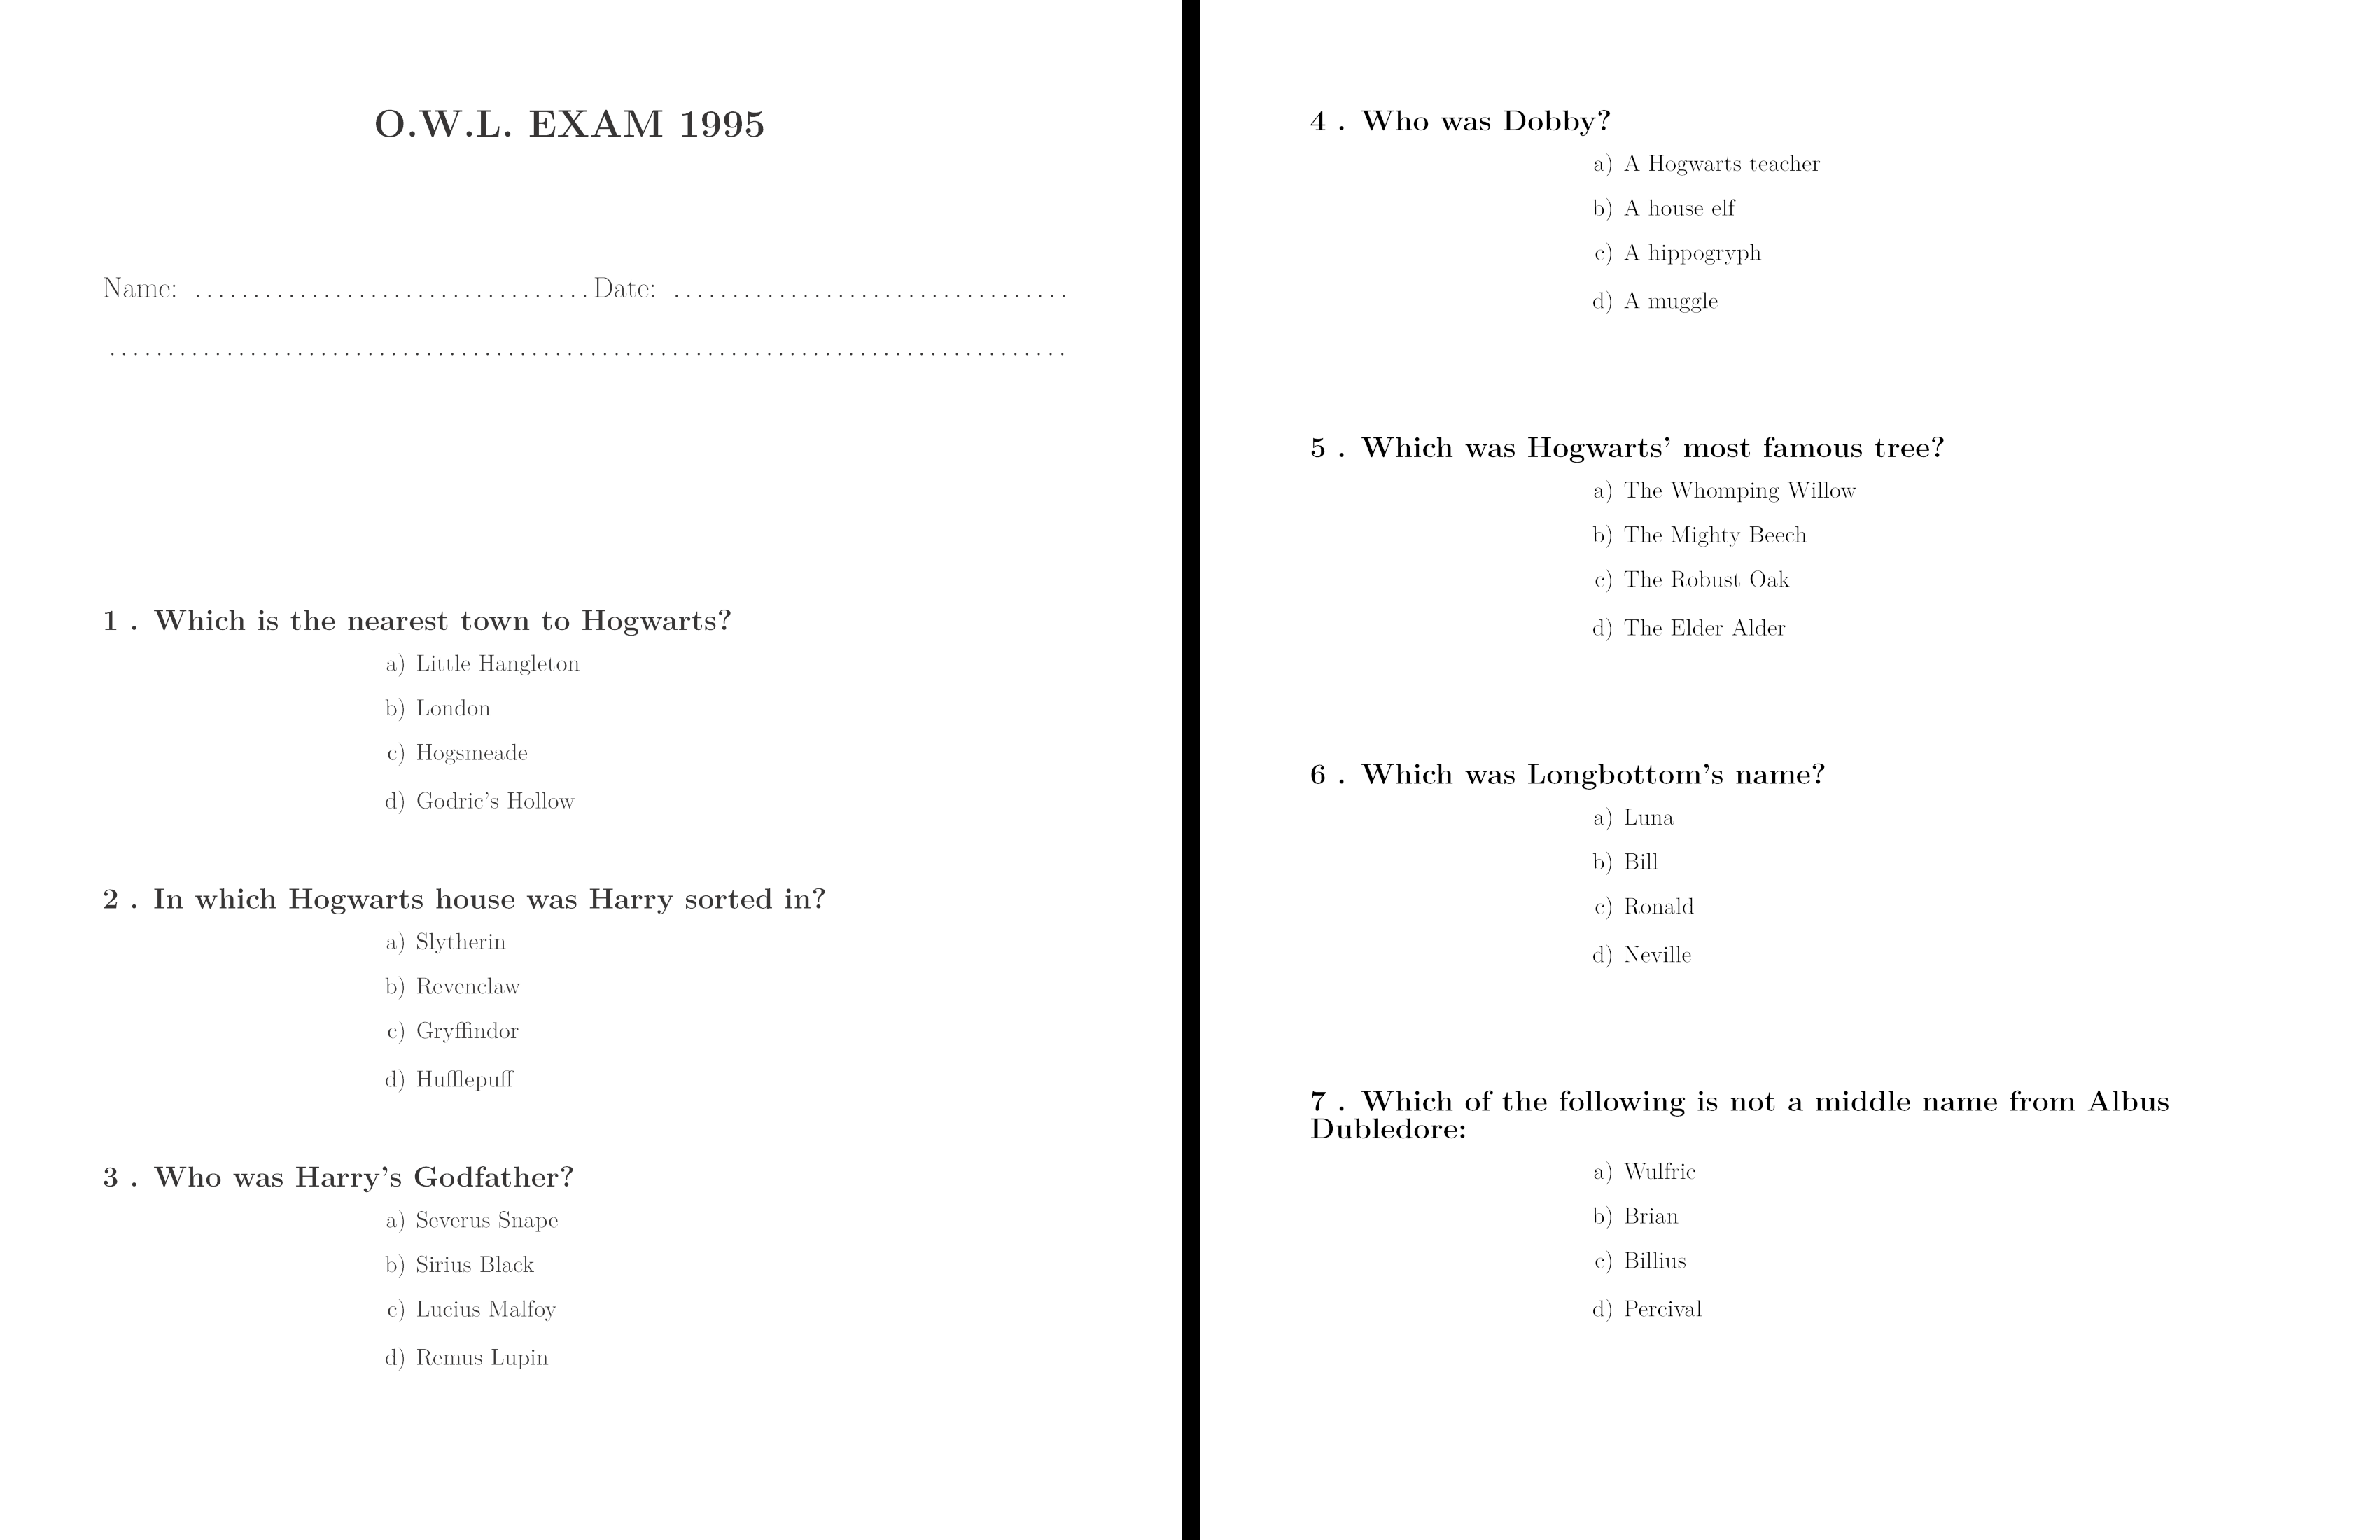 O.W.L. EXAM 1995
Name: .................................. Date: ..................................
..................................................................................
1 . Which is the nearest town to Hogwarts?
a) Little Hangleton
b) London
c) Hogsmeade
d) Godric's Hollow
2 . In which Hogwarts house was Harry sorted in?
a) Slytherin
b) Revenclaw
c) Gryffindor
d) Hufflepuff
3 . Who was Harry's Godfather?
a) Severus Snape
b) Sirius Black
c) Lucius Malfoy
d) Remus Lupin
4 . Who was Dobby?
a) A Hogwarts teacher
b) A house elf
c) A hippogryph
d) A muggle
5 . Which was Hogwarts' most famous tree?
a) The Whomping Willow
b) The Mighty Beech
c) The Robust Oak
d) The Elder Alder
6 . Which was Longbottom's name?
a) Luna
b) Bill
c) Ronald
d) Neville
7 . Which of the following is not a middle name from Albus
Dubledore:
a) Wulfric
b) Brian
c) Billius
d) Percival